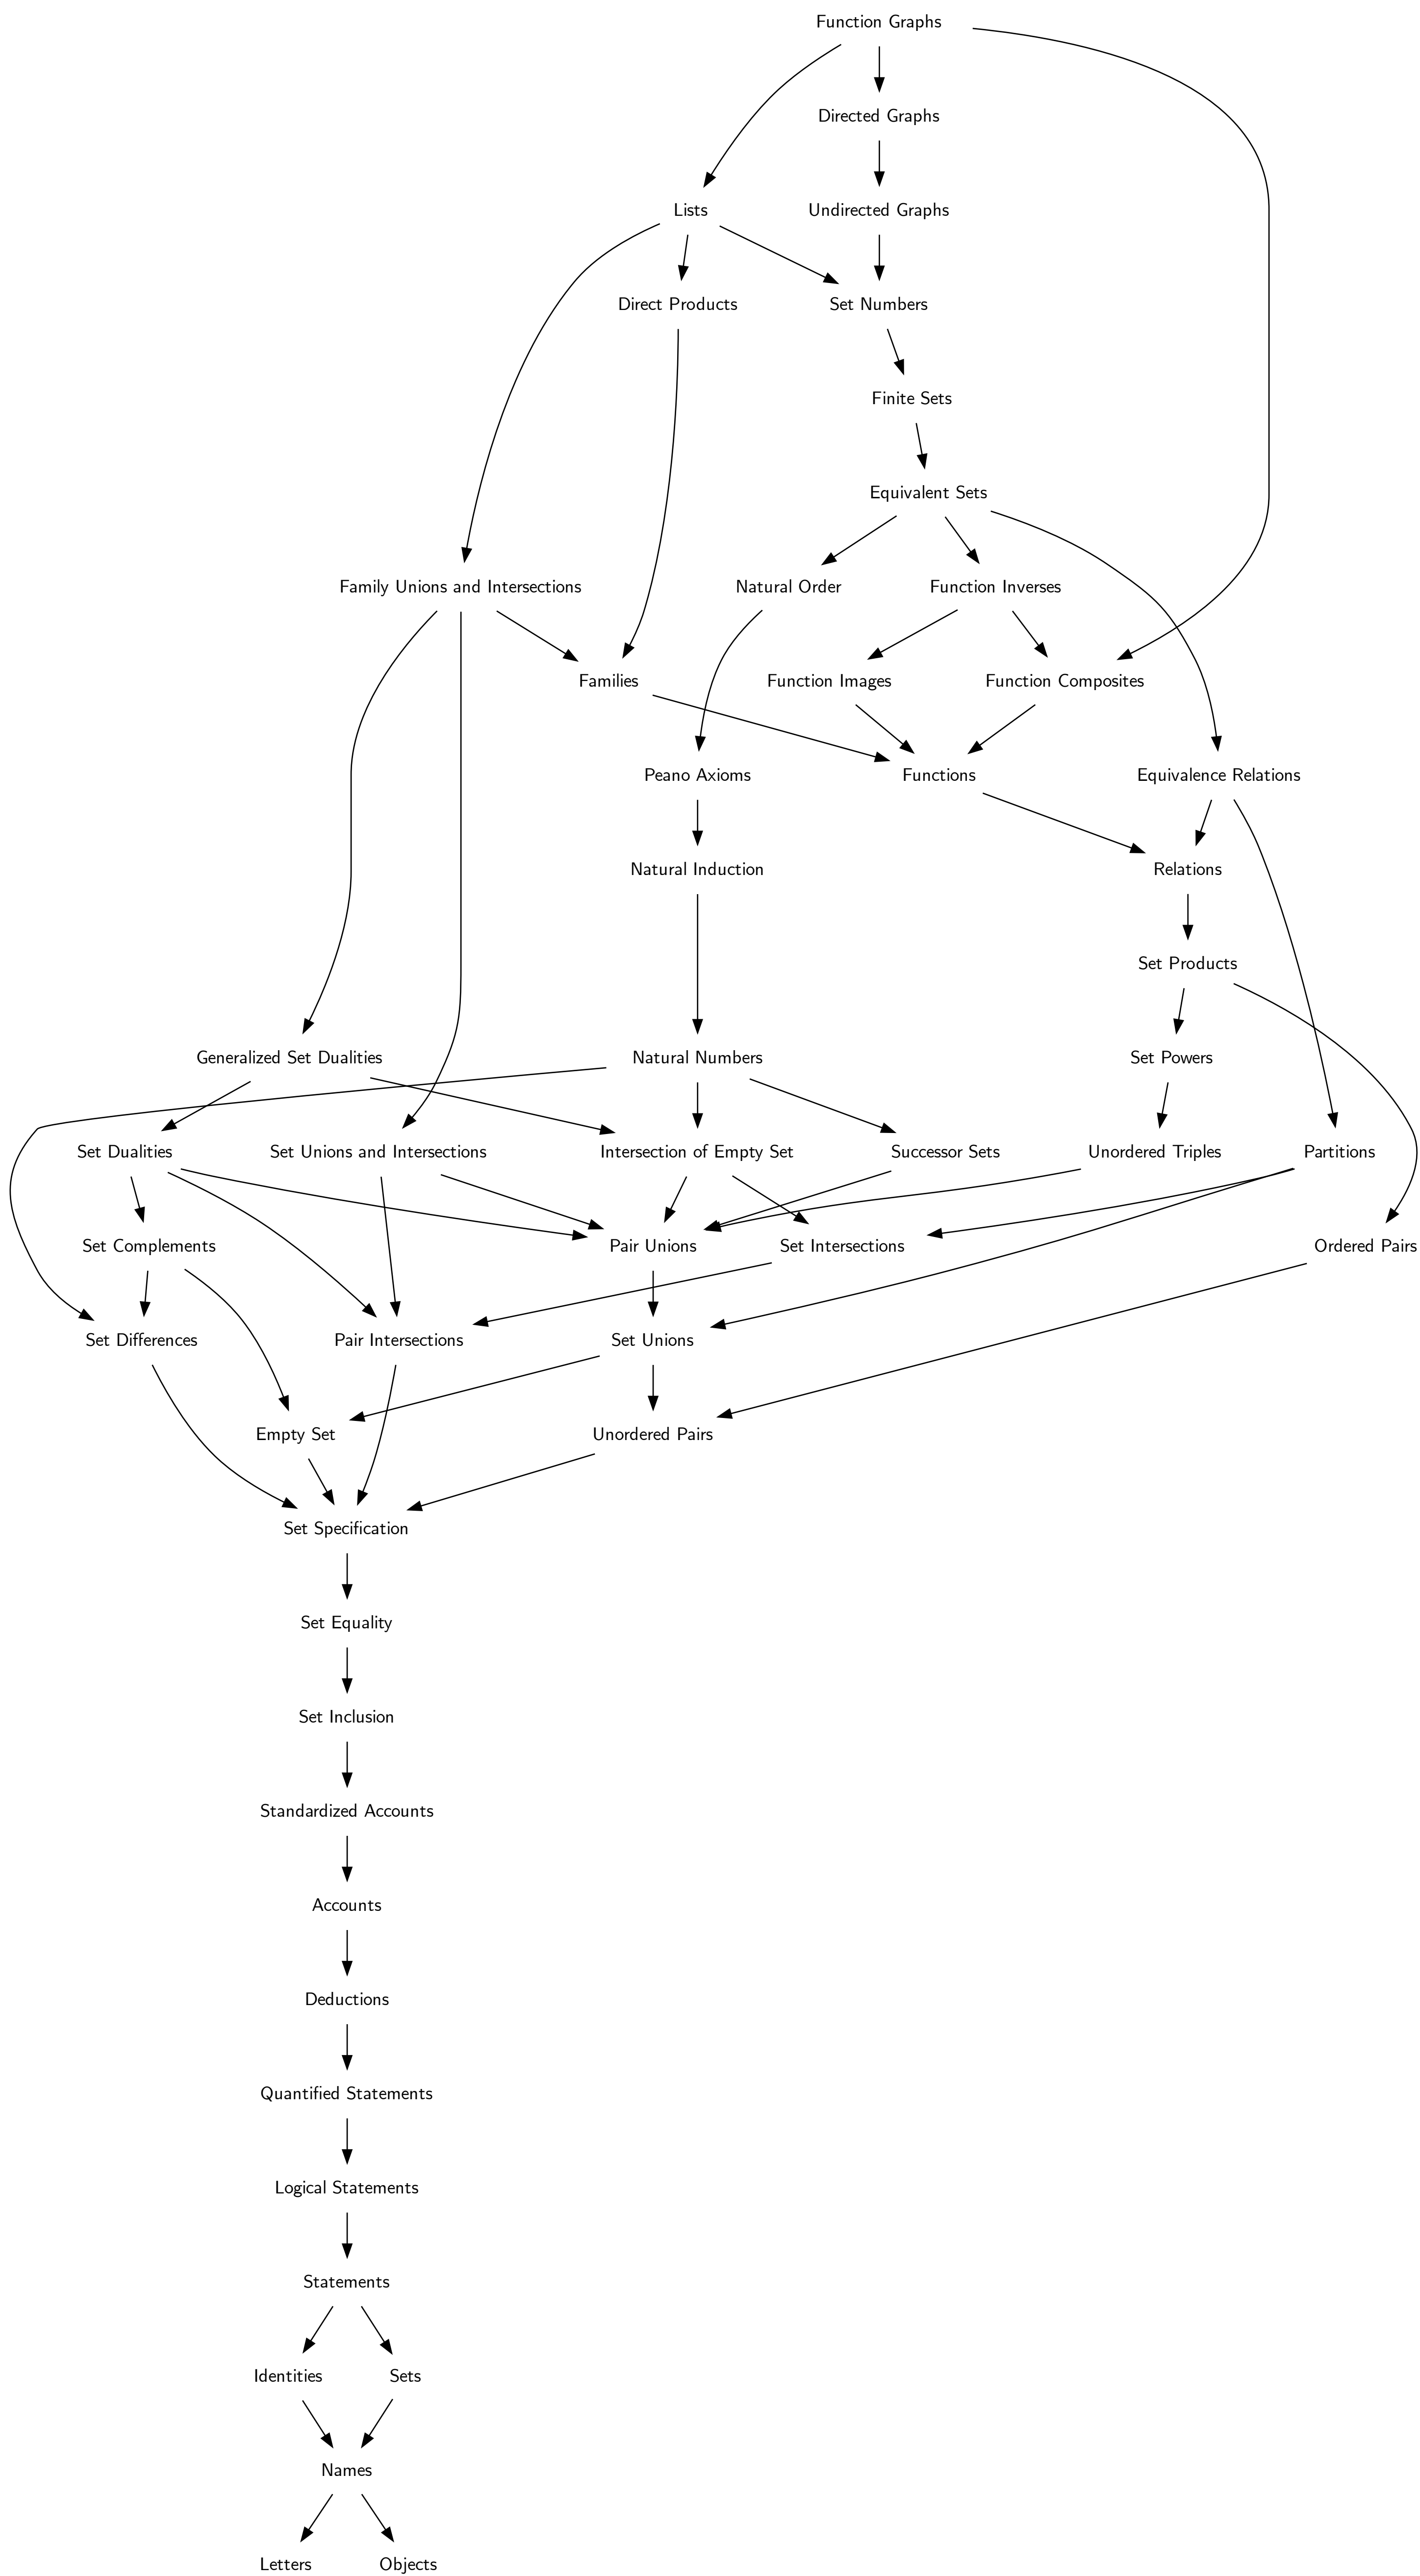 Function Graphs
Directed Graphs
Lists
Undirected Graphs
Direct Products
Set Numbers
Finite Sets
Equivalent Sets
Family Unions and Intersections
Natural Order
Function Inverses
Families
Function Images
Function Composites
Peano Axioms
Functions
Equivalence Relations
Natural Induction
Relations
Set Products
Generalized Set Dualities
Natural Numbers
Set Powers
Set Dualities
Set Unions and Intersections
Intersection of Empty Set
Successor Sets
Unordered Triples
Partitions
Set Complements
Pair Unions
Set Intersections
Ordered Pairs
Set Differences
Pair Intersections
Set Unions
Empty Set
Unordered Pairs
Set Specification
Set Equality
Set Inclusion
Standardized Accounts
Accounts
Deductions
Quantified Statements
Logical Statements
Statements
Identities
Sets
Names
Letters
Objects